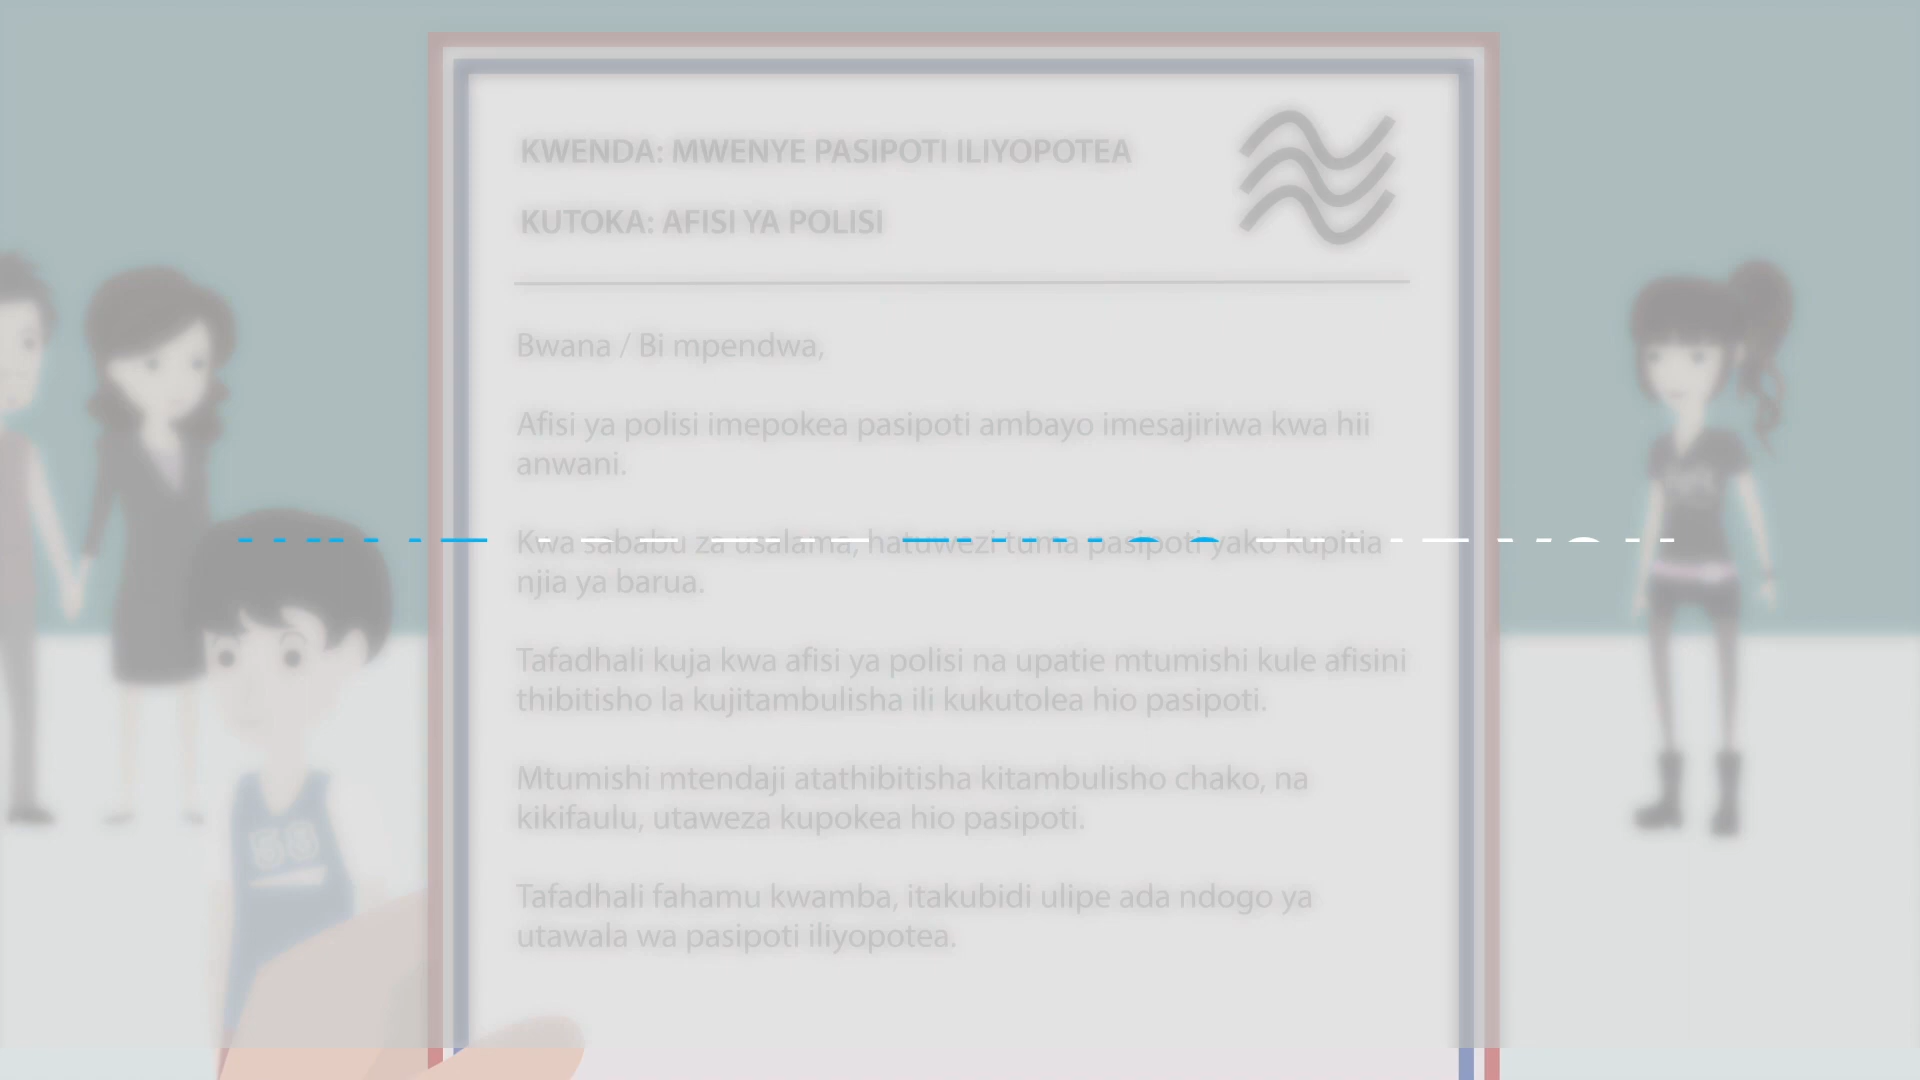 KWENDA: MWENYE PASIPOTI ILIYOPOTEA
KUTOKA: AFISI YA POLISI
Bwana / Bi mpendwa,
Afisi ya polisi imepokea pasipoti ambayo imesajiriwa kwa hii
anwani.
Kwa sababu za usalama, hatuwezi tuma pasipoti yako kupitia
njia ya barua.
Tafadhali kuja kwa afisi ya polisi na upatie mtumishi kule afisini
thibitisho la kujitambulisha ili kukutolea hio pasipoti.
Mtumishi mtendaji atathibitisha kitambulisho chako, na
kikifaulu, utaweza kupokea hio pasipoti.
Tafadhali fahamu kwamba, itakubidi ulipe ada ndogo ya
utawala wa pasipoti iliyopotea.
58